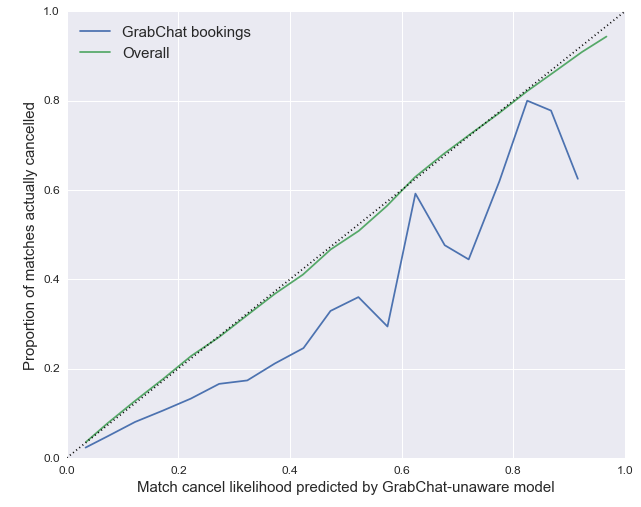 GrabChat bookings
Overall
Proportion of matches actually cancelled
1.0
0.8
0.6
0.4
0.2
0.0
0.0 0.2 0.4 0.6 0.8 1.0
Match cancel likelihood predicted by GrabChat-unaware model